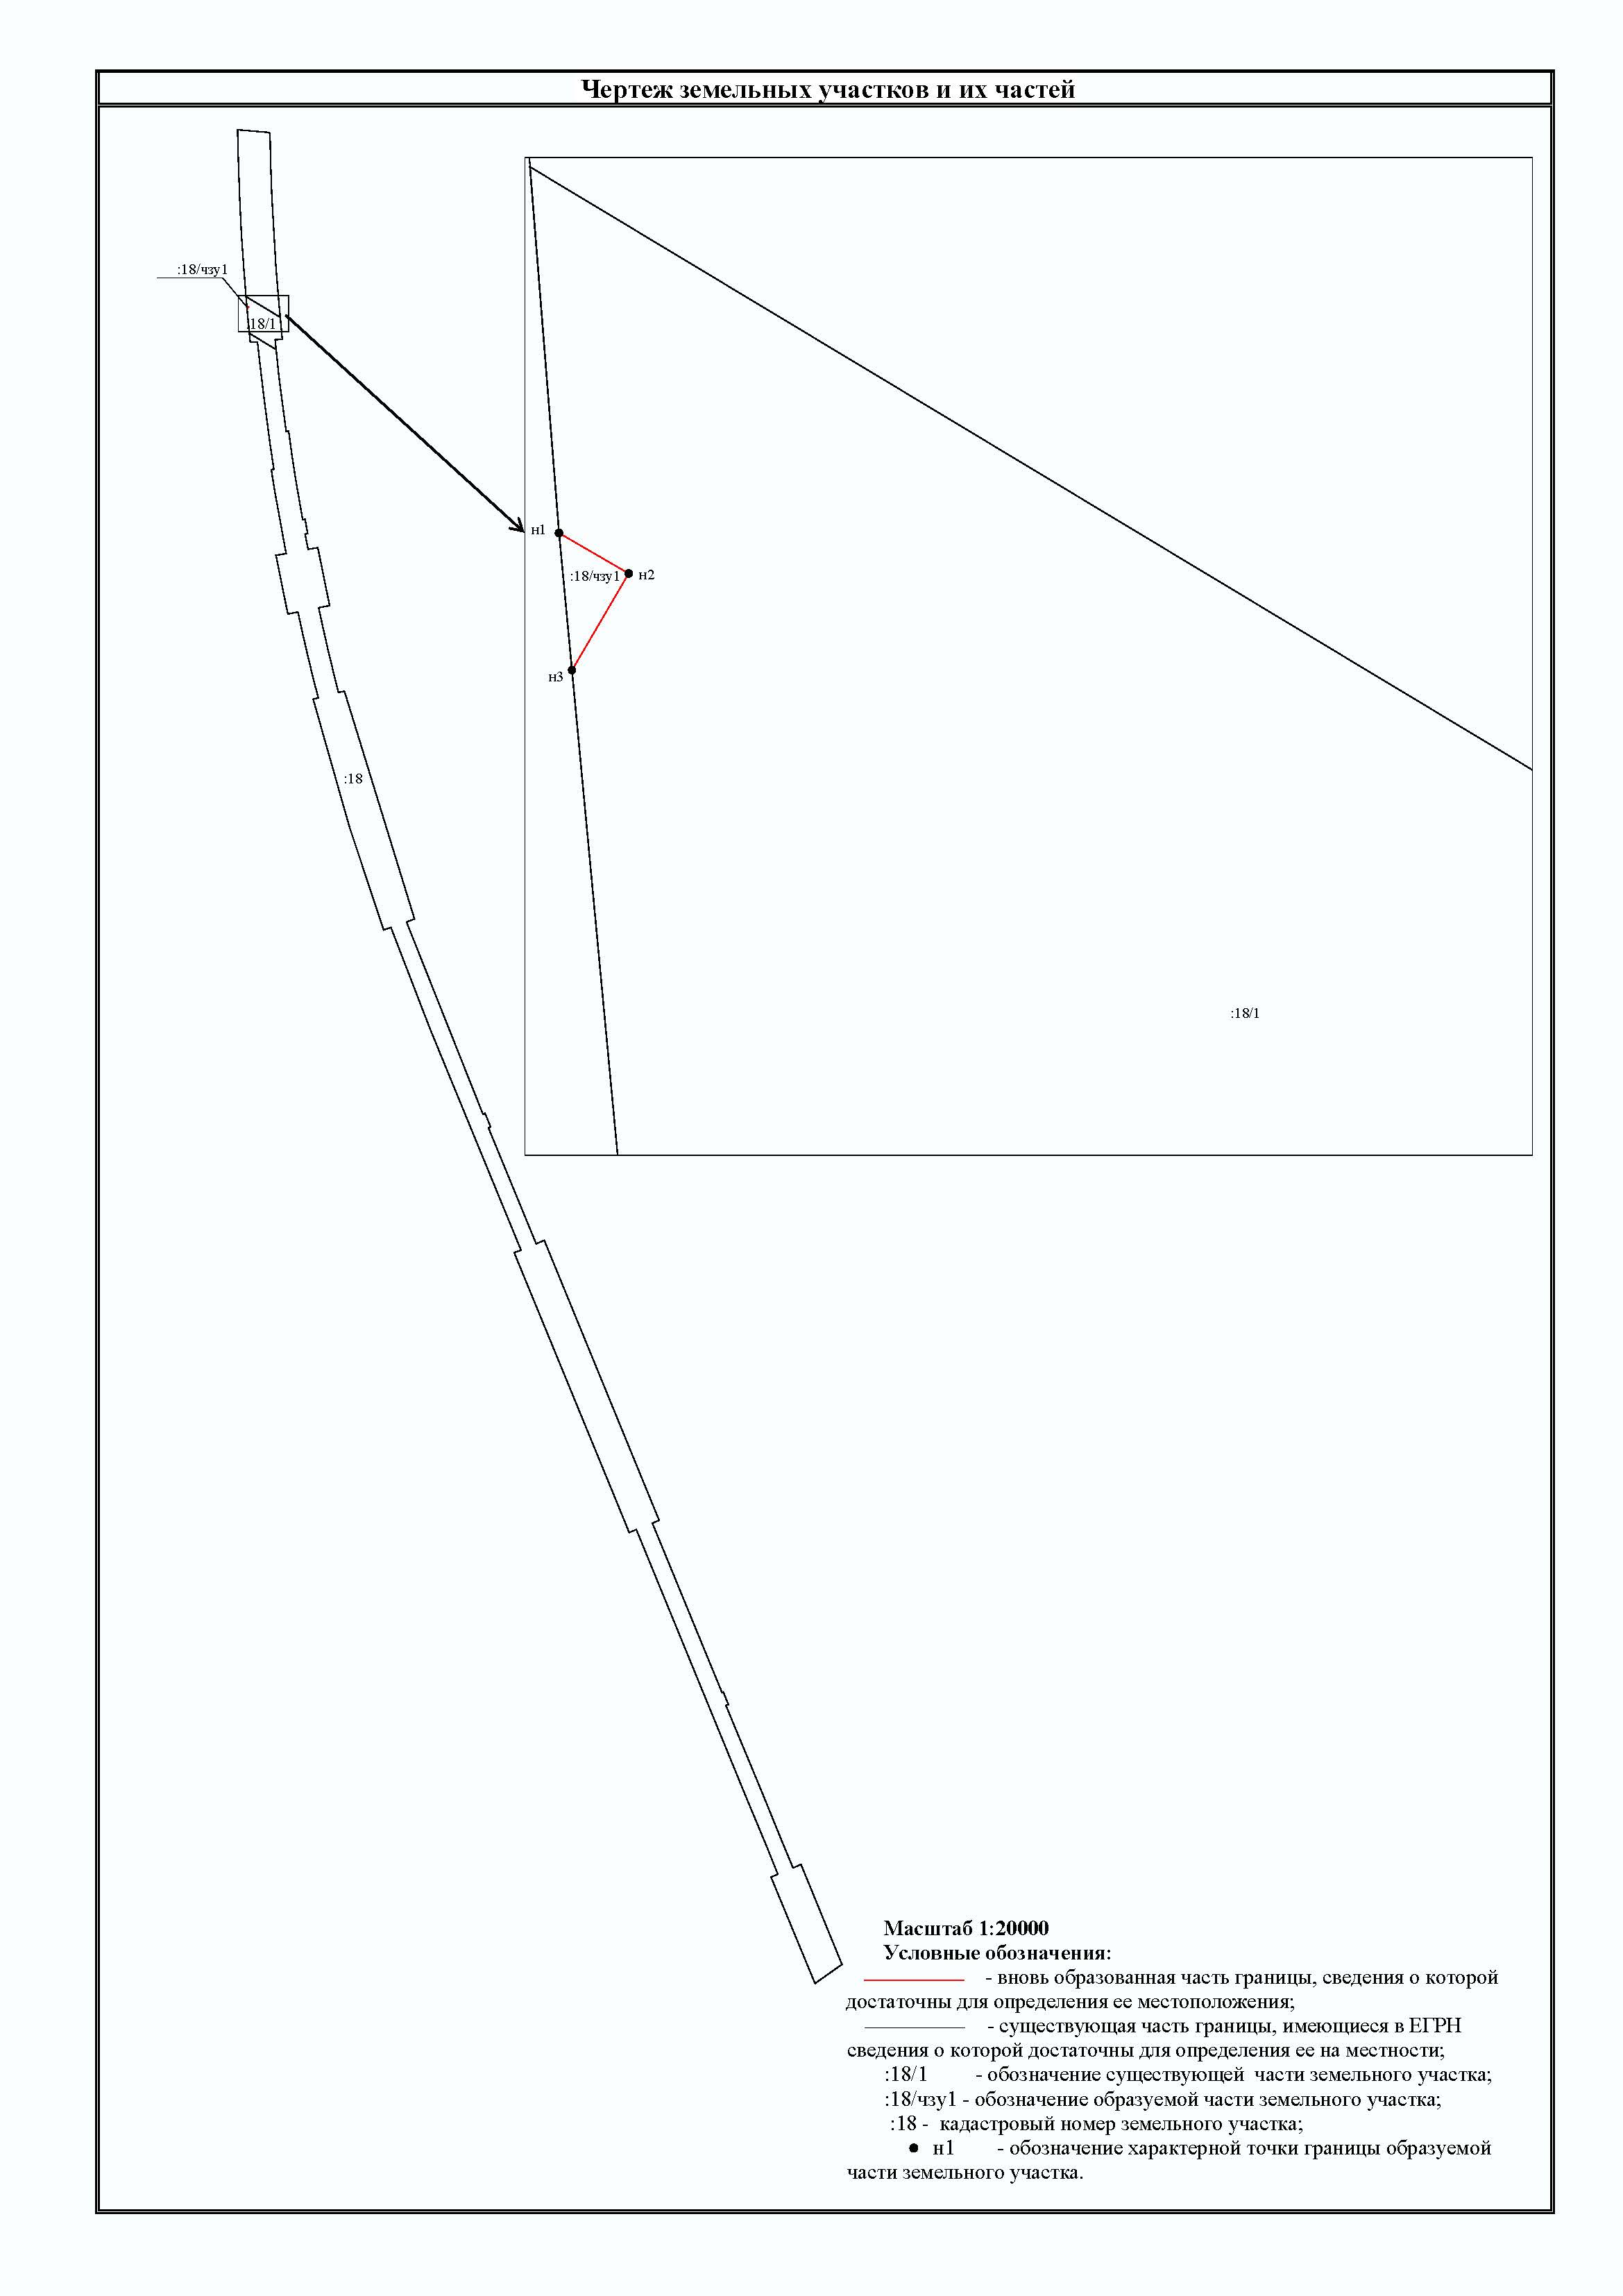 Чертеж земельных участков и их частей
:18/чзу1
18/1
н1
:18/чзу1
н2
н3
:18
:18/1
Масштаб 1:20000
Условные обозначения:
- вновь образованная часть границы, сведения о которой
достаточны для определения ее местоположения;
- существующая часть границы, имеющиеся в ЕГРН
сведения о которой достаточны для определения ее на местности;
:18/1 - обозначение существующей части земельного участка;
:18/чзу1 - обозначение образуемой части земельного участка;
:18 - кадастровый номер земельного участка;
● н1 - обозначение характерной точки границы образуемой
части земельного участка.